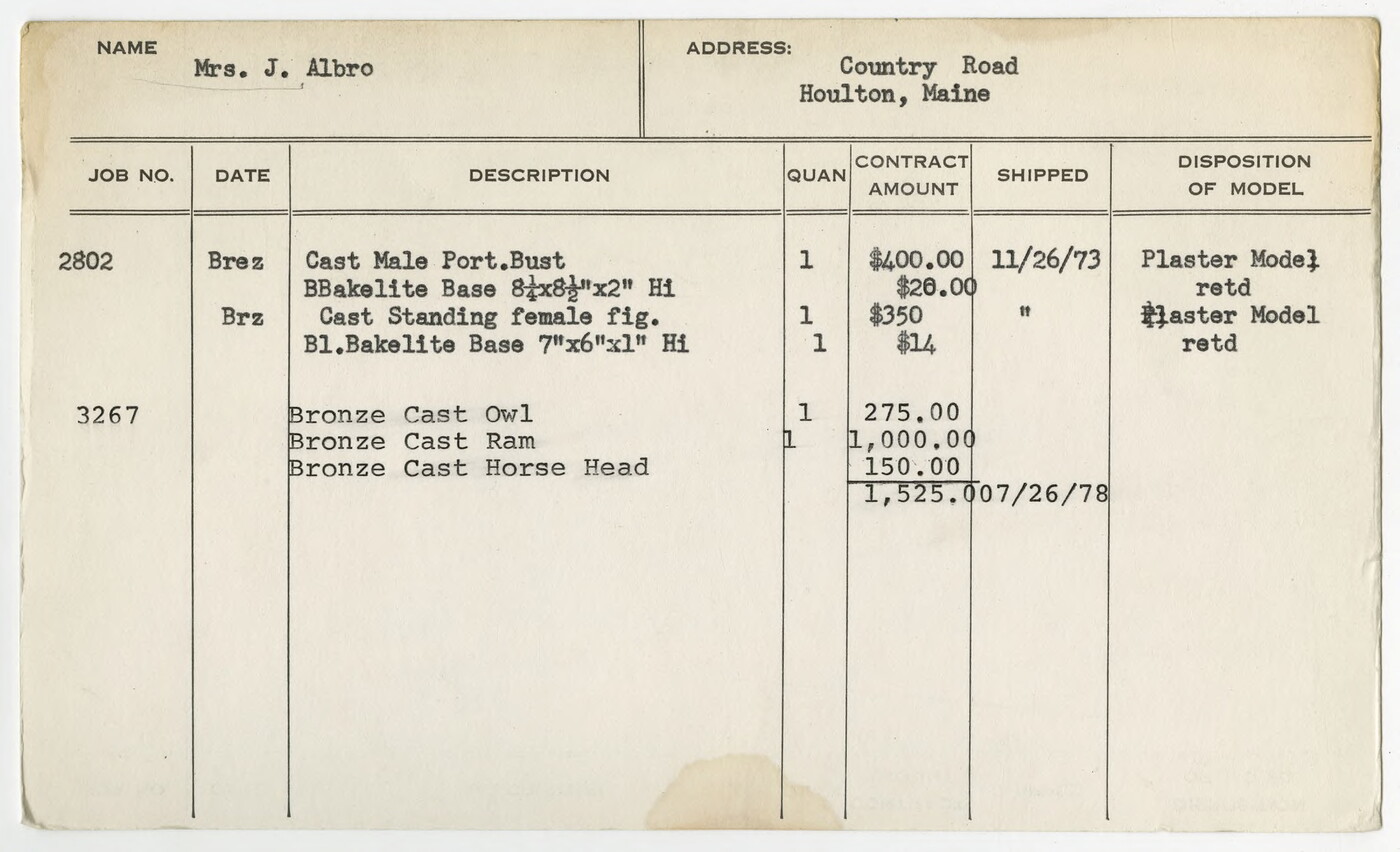 NAME
Mrs. J. Albro
ADDRESS:
Country Road
Houlton, Maine
JOB NO. DATE DESCRIPTION QUAN CONTRACT AMOUNT SHIPPED DISPOSITION OF MODEL
2802 Brez Cast Male Port.Bust 1 $400.00 11/26/73 Plaster Model
BBakelite Base 8¼x8½"x2" Hi $20.00 retd
Brz Cast Standing female fig. 1 $350 " Plaster Model
Bl.Bakelite Base 7"x6"x1" Hi 1 $14 retd
3267 Bronze Cast Owl 1 275.00
Bronze Cast Ram 1 1,000.00
Bronze Cast Horse Head 150.00
1,525.00 7/26/78